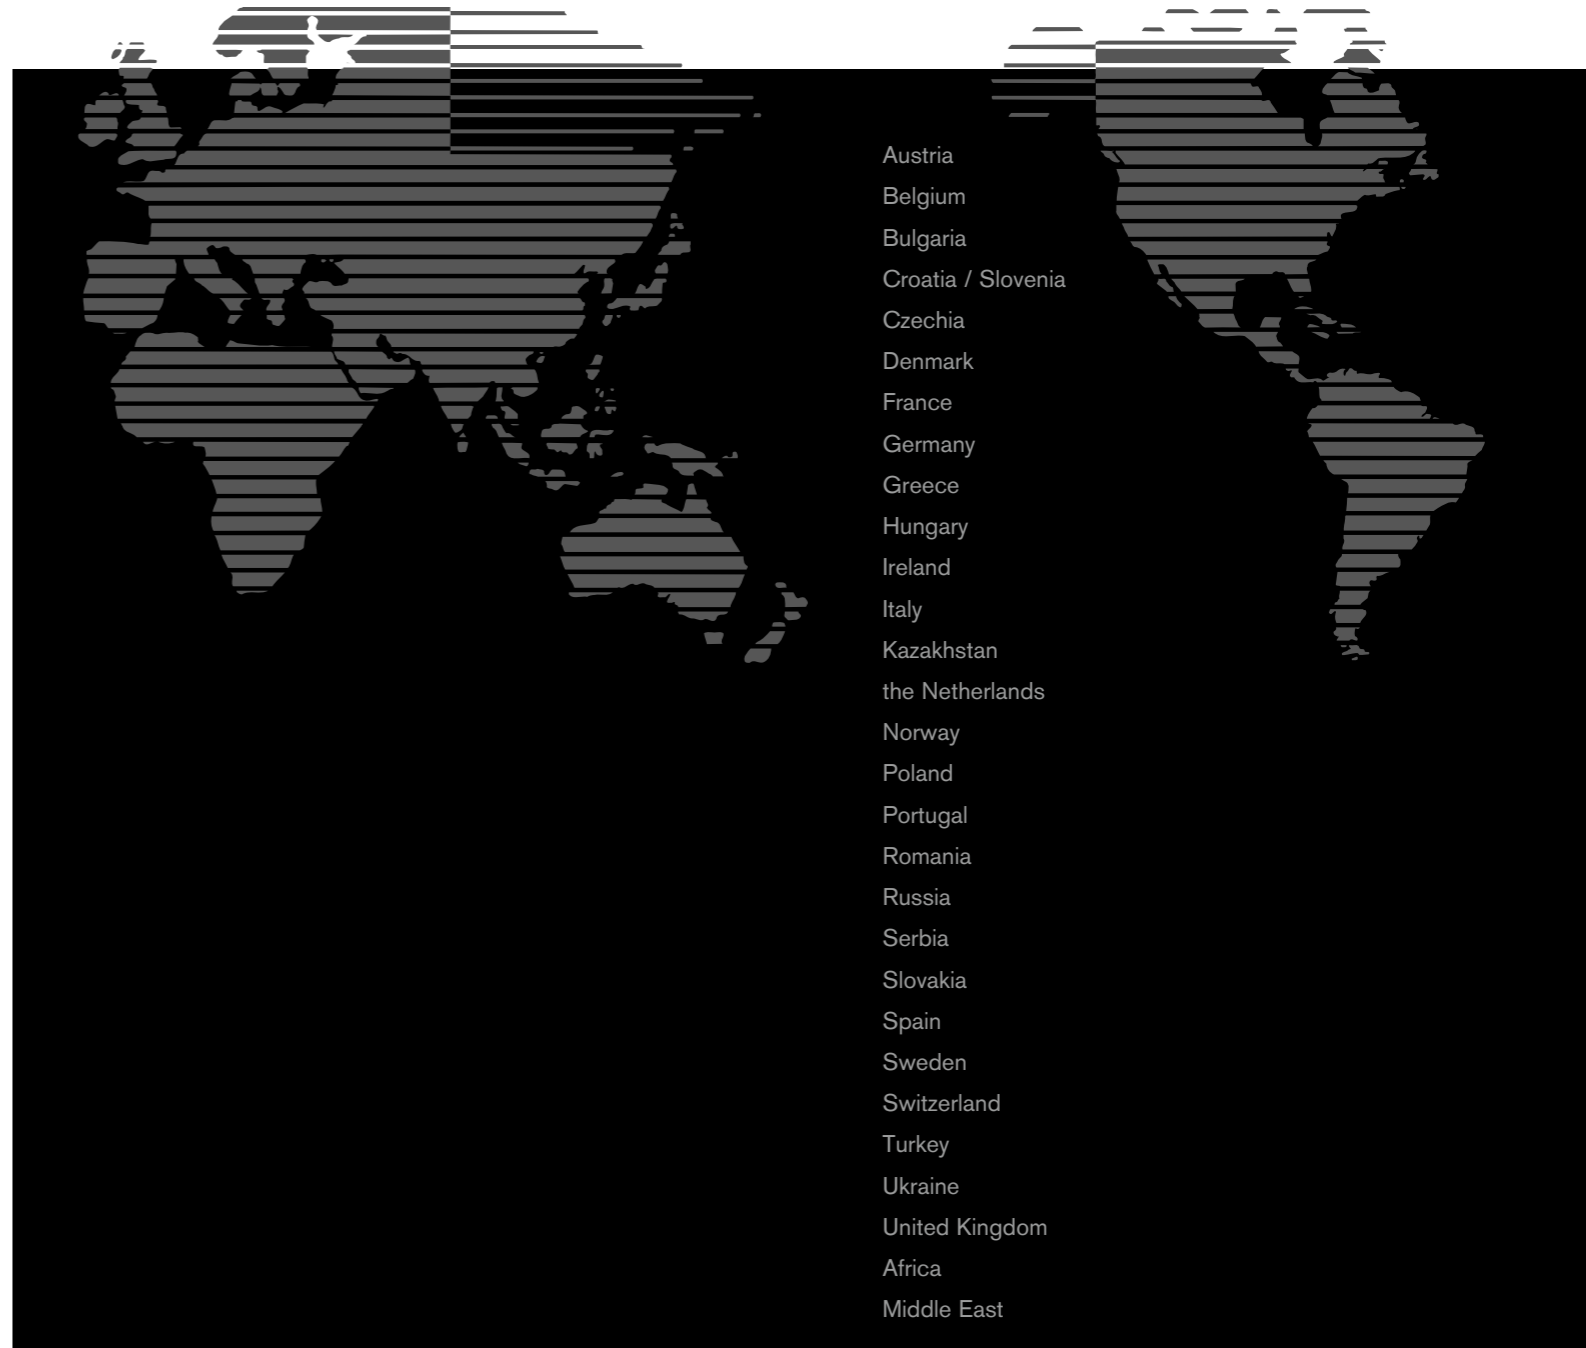 Austria
Belgium
Bulgaria
Croatia / Slovenia
Czechia
Denmark
France
Germany
Greece
Hungary
Ireland
Italy
Kazakhstan
the Netherlands
Norway
Poland
Portugal
Romania
Russia
Serbia
Slovakia
Spain
Sweden
Switzerland
Turkey
Ukraine
United Kingdom
Africa
Middle East